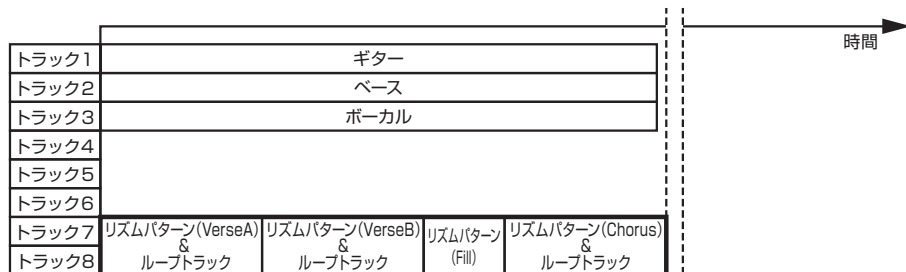 時間
トラック1
ギター
トラック2
ベース
トラック3
ボーカル
トラック4
トラック5
トラック6
トラック7
トラック8
リズムパターン(VerseA)
&
ループトラック
リズムパターン(VerseB)
&
ループトラック
リズムパターン
(Fill)
リズムパターン(Chorus)
&
ループトラック